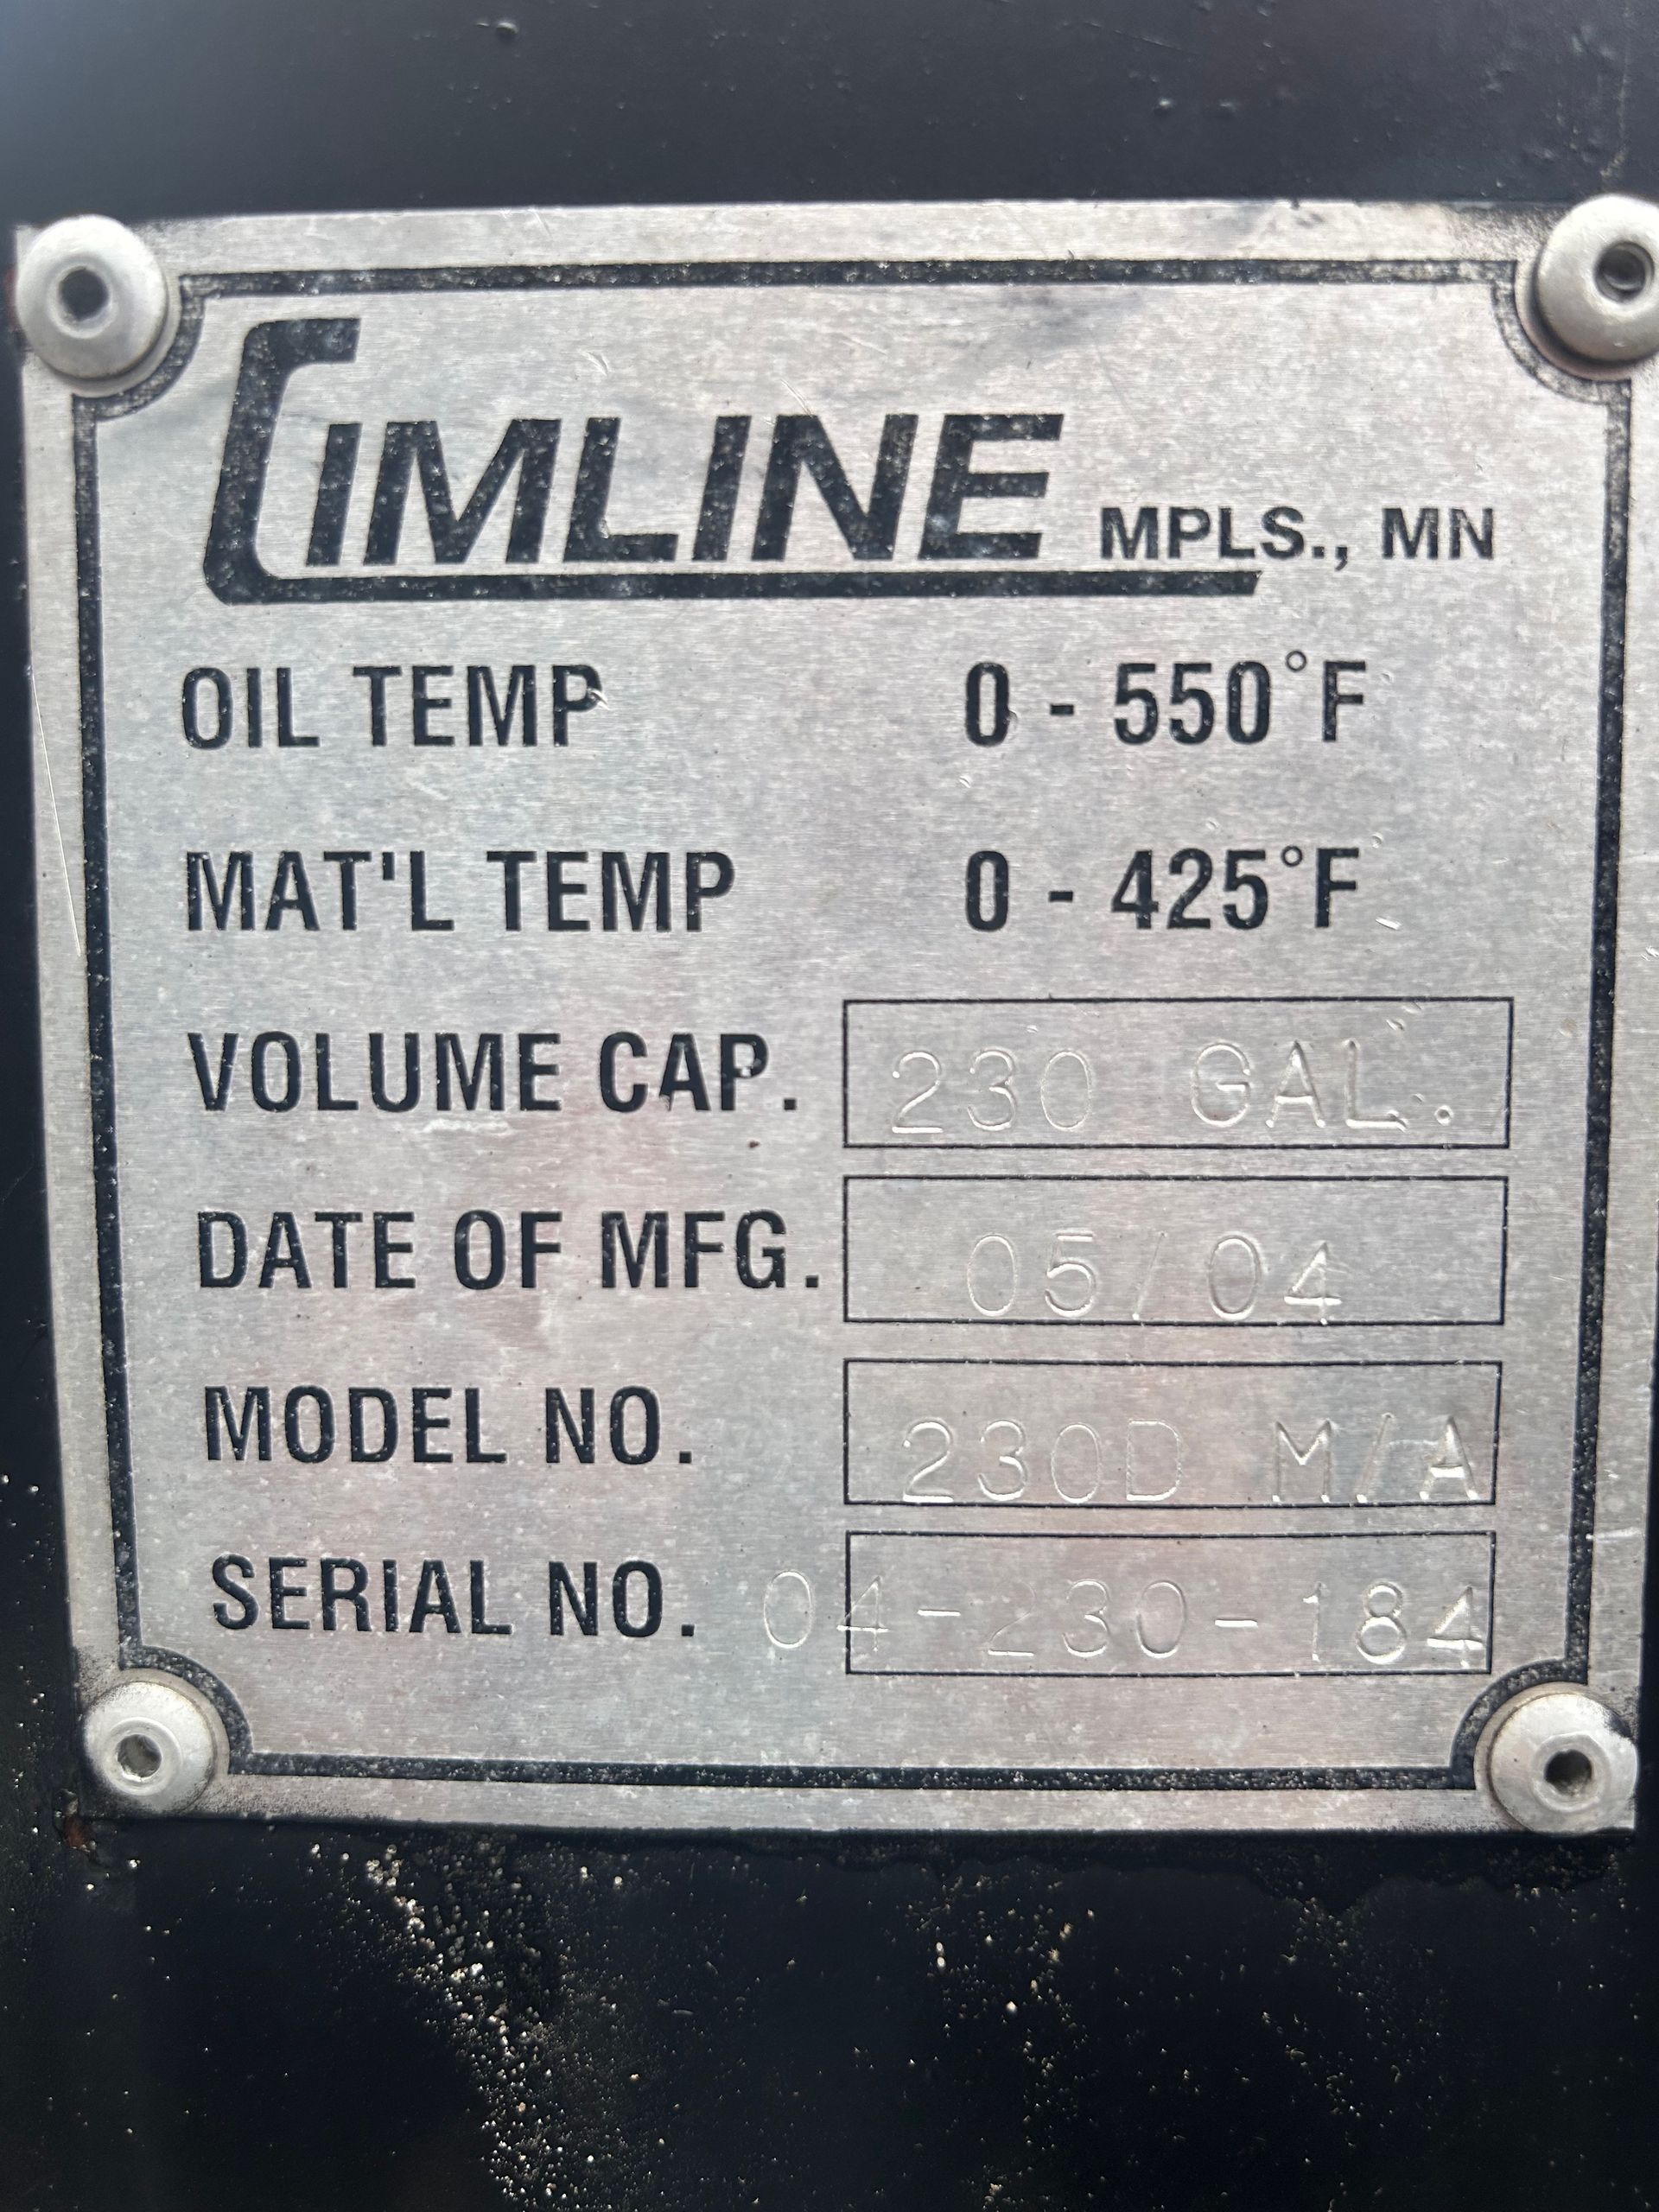 CIMLINE MPLS., MN
OIL TEMP 0 - 550°F
MAT'L TEMP 0 - 425°F
VOLUME CAP. 230 GAL.
DATE OF MFG. 05/04
MODEL NO. 230D M/A
SERIAL NO. 04-230-184